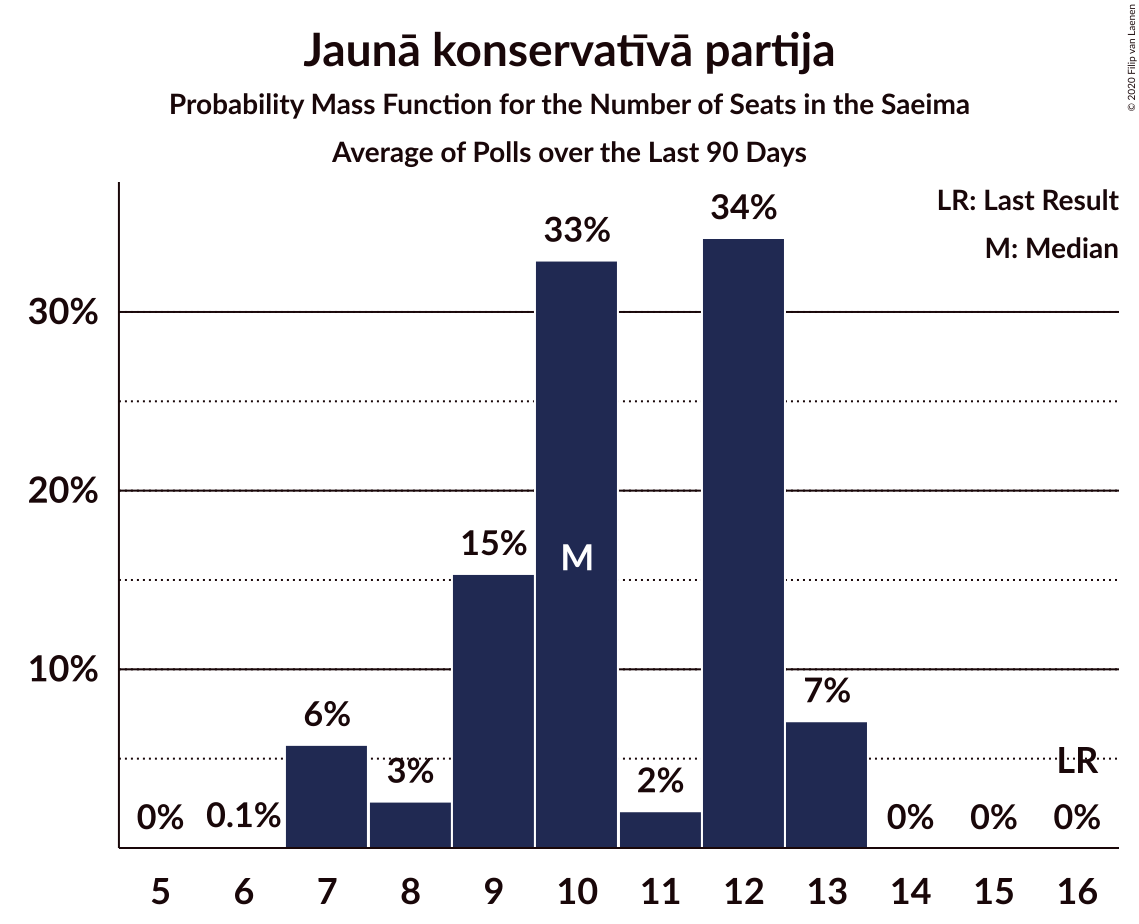 Jaunā konservatīvā partija
Probability Mass Function for the Number of Seats in the Saeima
Average of Polls over the Last 90 Days
© 2020 Filip van Laenen
LR: Last Result
M: Median
30%
20%
10%
0%
0.1%
6%
3%
15%
33%
M
2%
34%
7%
0%
0%
LR
0%
5 6 7 8 9 10 11 12 13 14 15 16